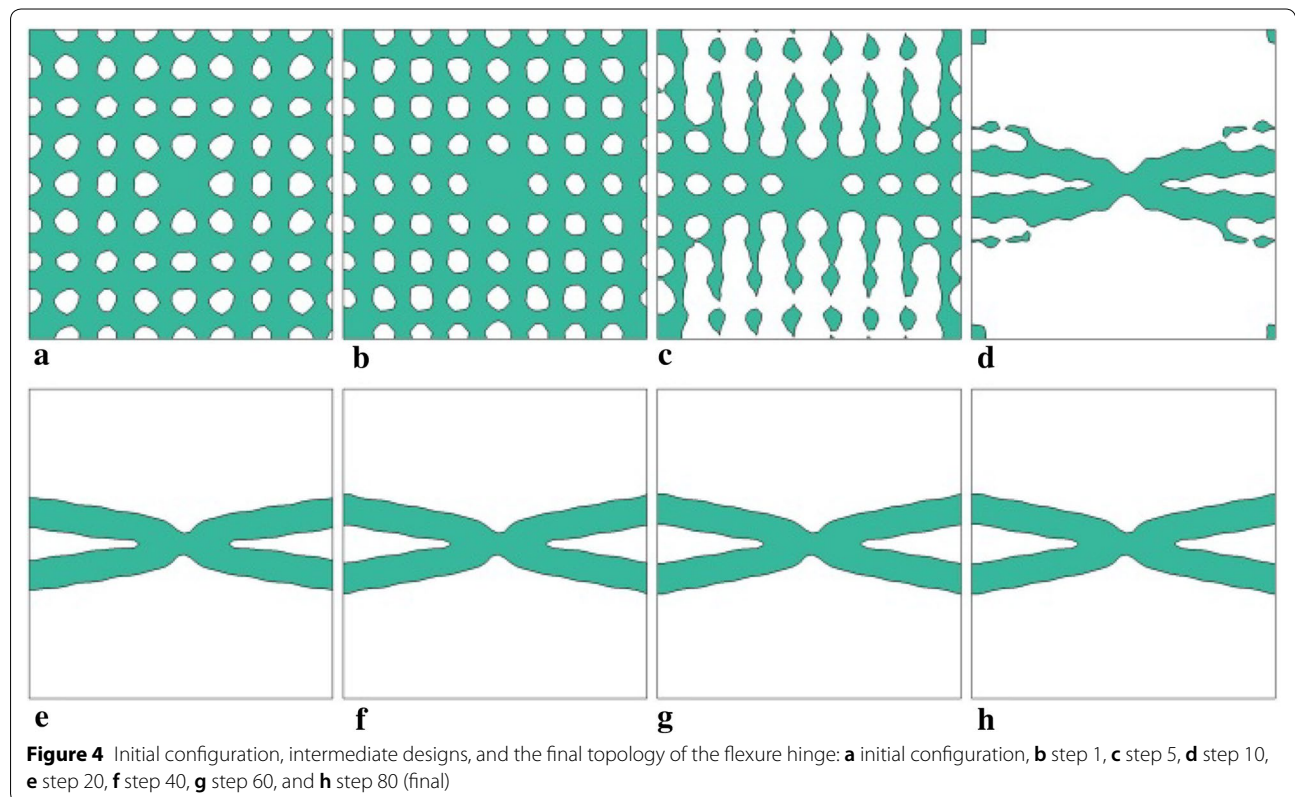 a
b
c
d
e
f
g
h
Figure 4 Initial configuration, intermediate designs, and the final topology of the flexure hinge: a initial configuration, b step 1, c step 5, d step 10,
e step 20, f step 40, g step 60, and h step 80 (final)